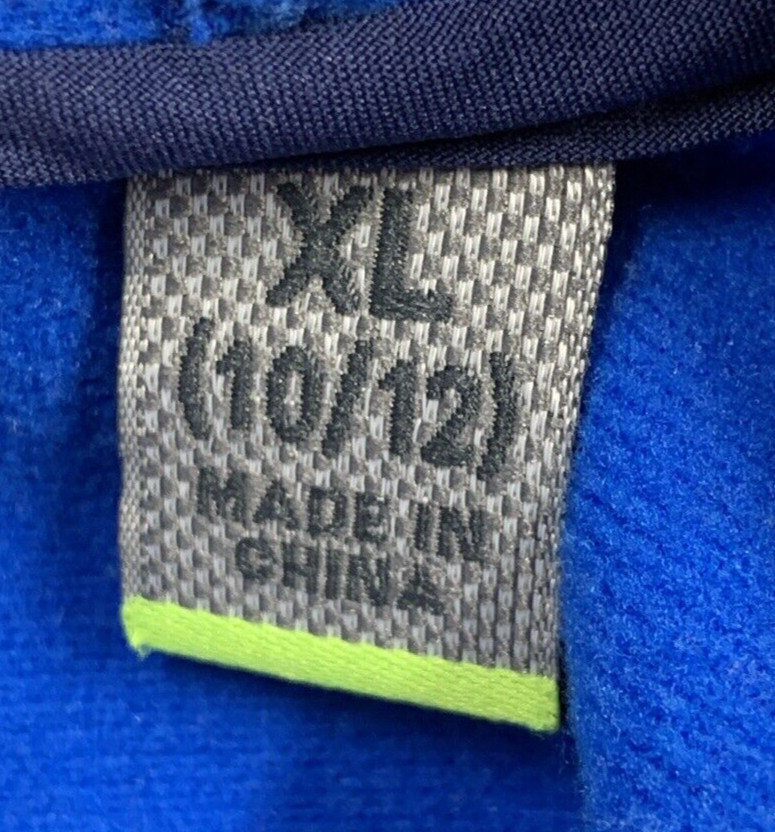 XL
(10/12)
MADE IN
CHINA